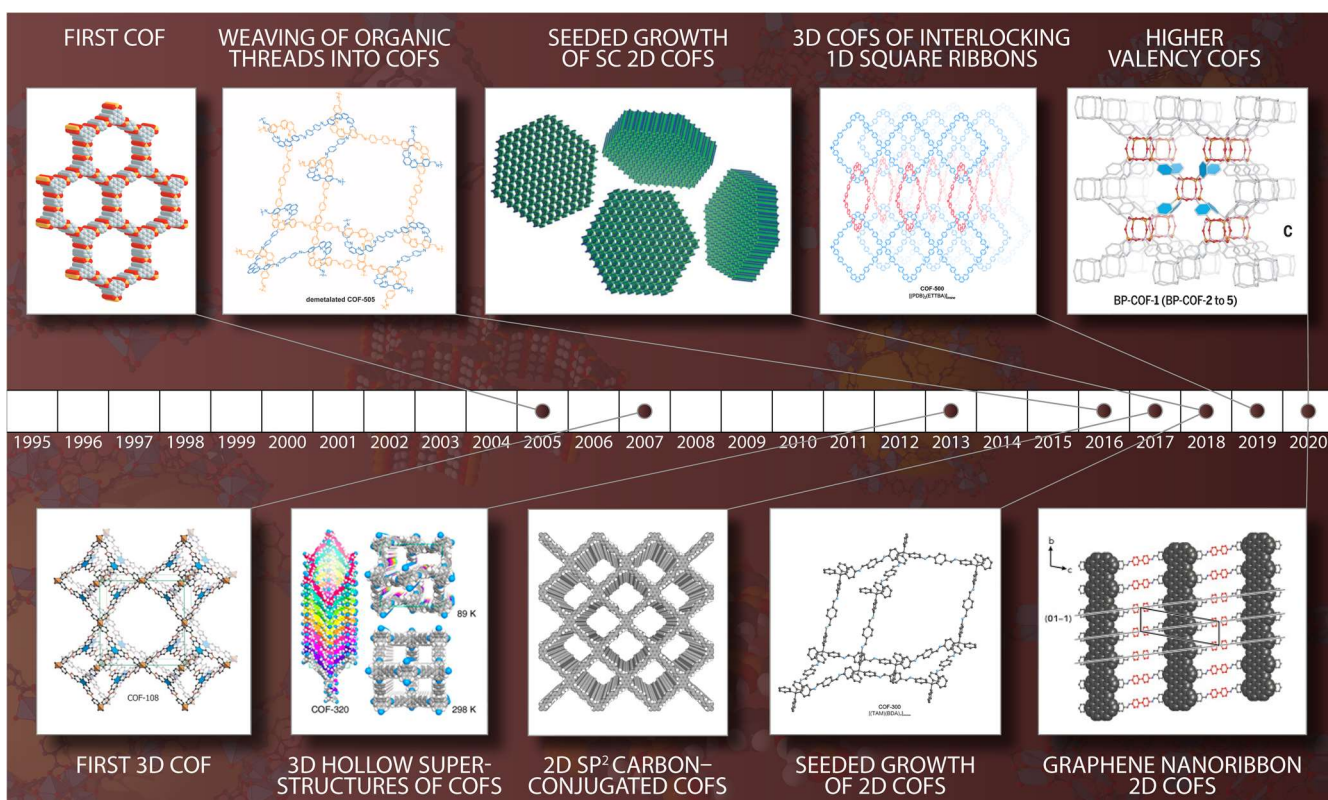 FIRST COF
WEAVING OF ORGANIC
THREADS INTO COFS
SEEDED GROWTH
OF SC 2D COFS
3D COFS OF INTERLOCKING
1D SQUARE RIBBONS
HIGHER
VALENCY COFS
demetalated COF-505
COF-500
C
BP-COF-1 (BP-COF-2 to 5)
1995 1996 1997 1998 1999 2000 2001 2002 2003 2004 2005 2006 2007 2008 2009 2010 2011 2012 2013 2014 2015 2016 2017 2018 2019 2020
COF-108
COF-320
89 K
298 K
COF-300
b
c
(01−1)
FIRST 3D COF
3D HOLLOW SUPER-
STRUCTURES OF COFS
2D SP² CARBON–
CONJUGATED COFS
SEEDED GROWTH
OF 2D COFS
GRAPHENE NANORIBBON
2D COFS